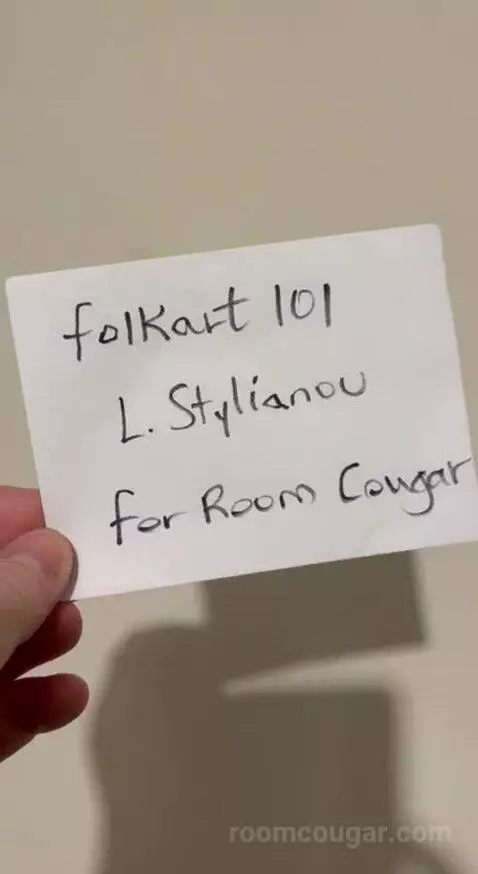 folkart 101
L. Stylianou
for Room Cougar
roomcougar.com